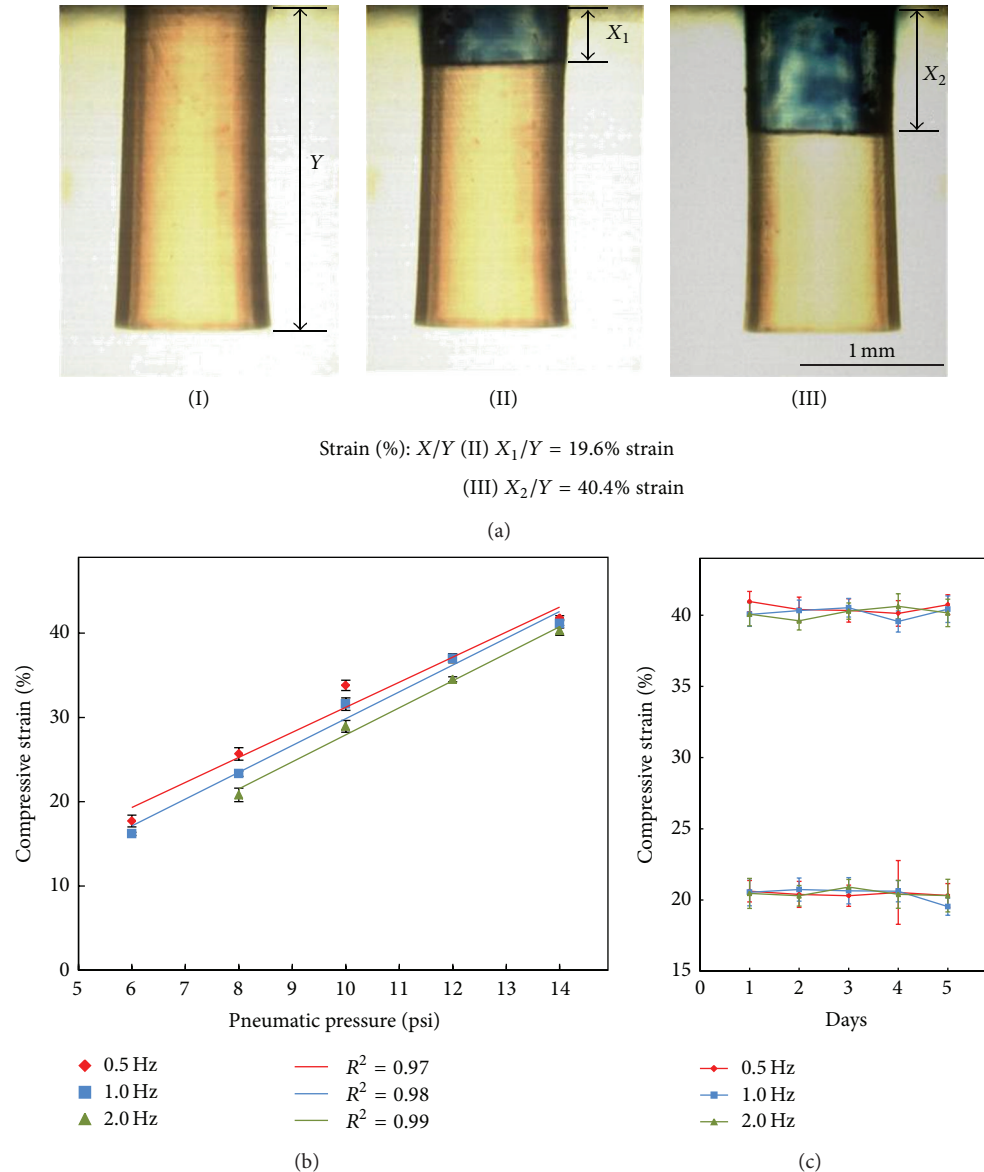 Y
X1
X2
1 mm
(I)
(II)
(III)
Strain (%): X/Y (II) X1/Y = 19.6% strain
(III) X2/Y = 40.4% strain
(a)
Compressive strain (%)
40
30
20
10
0
5 6 7 8 9 10 11 12 13 14
Pneumatic pressure (psi)
0.5 Hz R2 = 0.97
1.0 Hz R2 = 0.98
2.0 Hz R2 = 0.99
(b)
Compressive strain (%)
40
35
30
25
20
15
0 1 2 3 4 5
Days
0.5 Hz
1.0 Hz
2.0 Hz
(c)